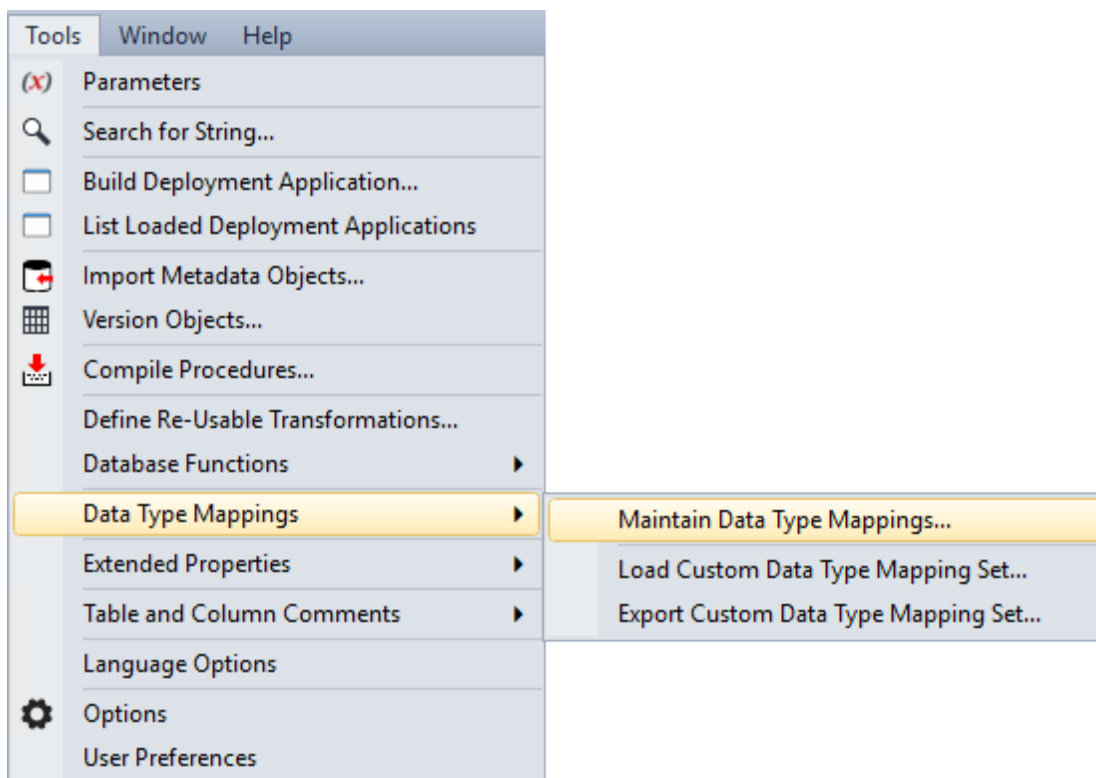 Tools Window Help
(x) Parameters
Search for String...
Build Deployment Application...
List Loaded Deployment Applications
Import Metadata Objects...
Version Objects...
Compile Procedures...
Define Re-Usable Transformations...
Database Functions
Data Type Mappings
Maintain Data Type Mappings...
Load Custom Data Type Mapping Set...
Export Custom Data Type Mapping Set...
Extended Properties
Table and Column Comments
Language Options
Options
User Preferences